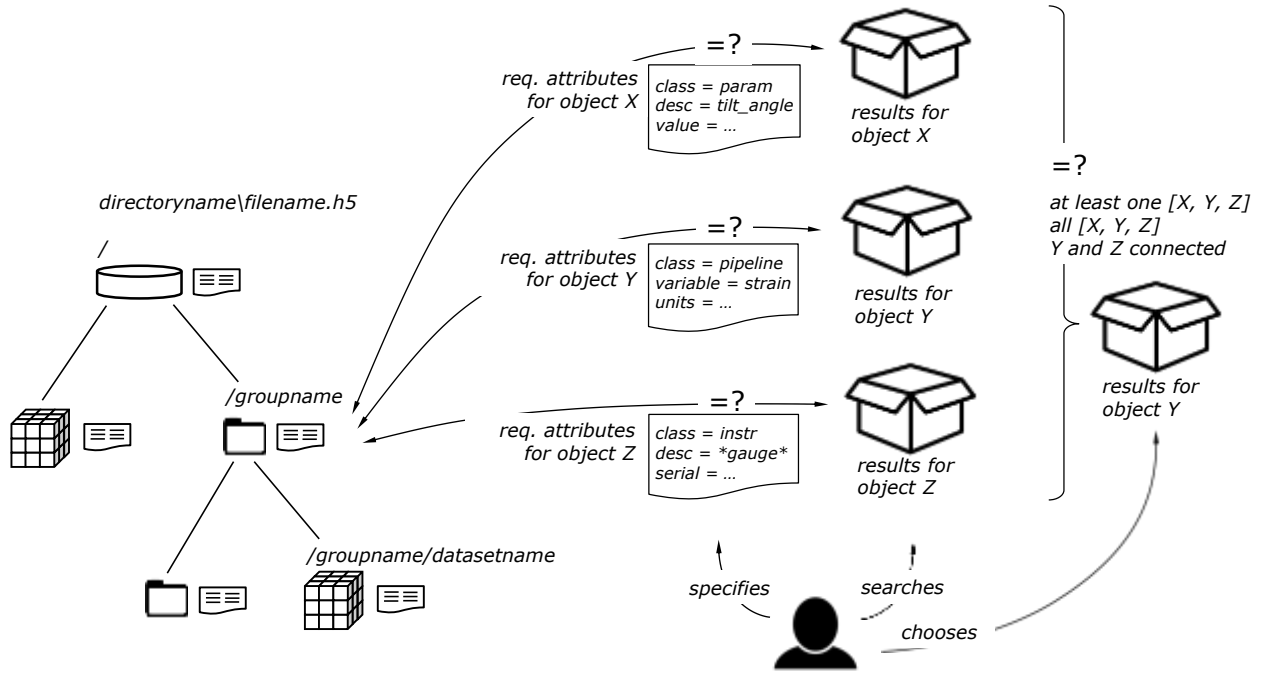 directoryname\filename.h5
/
/groupname
/groupname/datasetname
req. attributes
for object X
=?
class = param
desc = tilt_angle
value = ...
results for
object X
req. attributes
for object Y
=?
class = pipeline
variable = strain
units = ...
results for
object Y
req. attributes
for object Z
=?
class = instr
desc = *gauge*
serial = ...
results for
object Z
=?
at least one [X, Y, Z]
all [X, Y, Z]
Y and Z connected
results for
object Y
specifies
searches
chooses